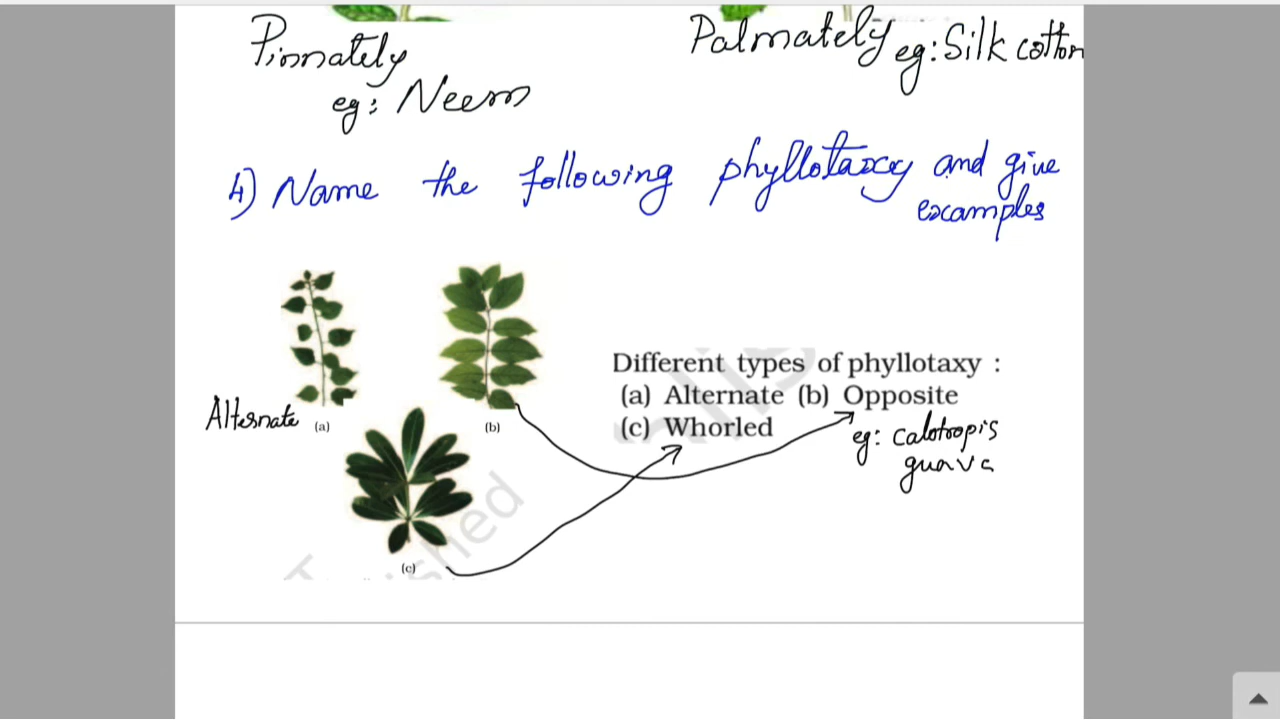 Pinnately
eg: Neem
Palmately eg: Silk cotton
4) Name the following phyllotaxy and give
examples
Different types of phyllotaxy :
(a) Alternate (b) Opposite
(c) Whorled
eg: calotropis
guava
Alternate (a)
(b)
(c)